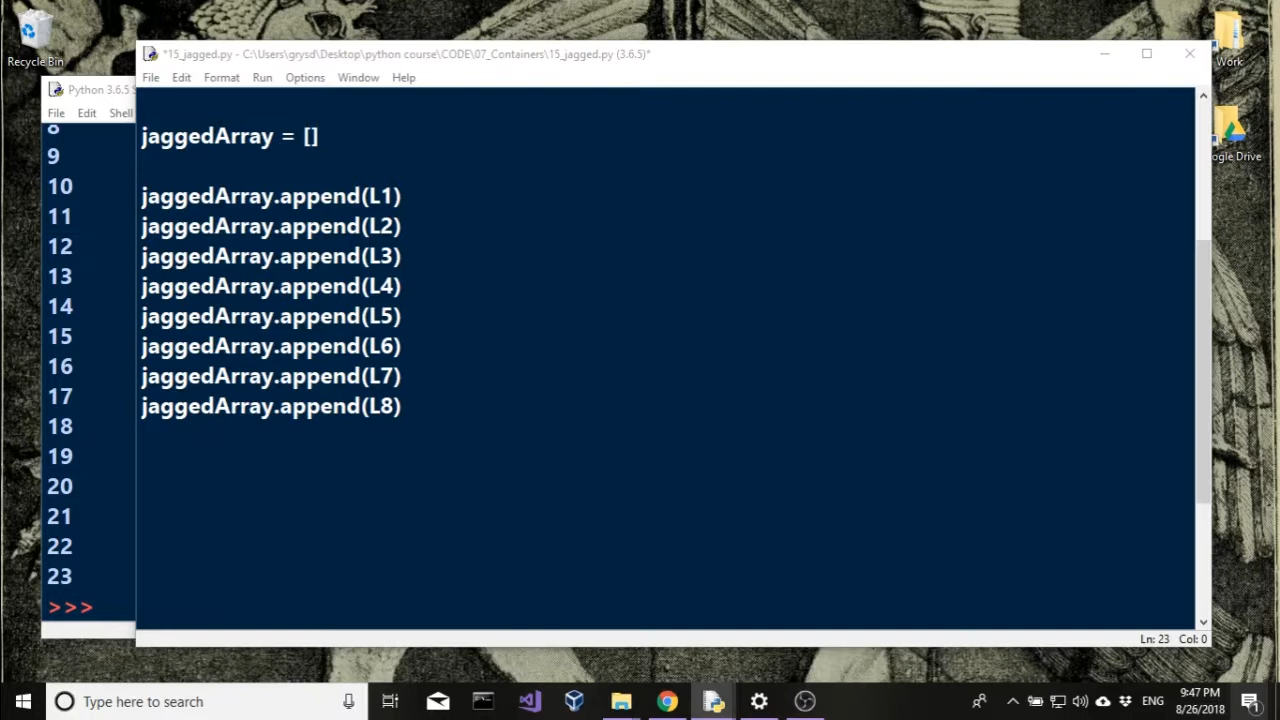 Recycle Bin
*15_jagged.py - C:\Users\grysd\Desktop\python course\CODE\07_Containers\15_jagged.py (3.6.5)*
File Edit Format Run Options Window Help
Work
Python 3.6.5 S
File Edit Shell
8
9
10
11
12
13
14
15
16
17
18
19
20
21
22
23
>>>
jaggedArray = []
jaggedArray.append(L1)
jaggedArray.append(L2)
jaggedArray.append(L3)
jaggedArray.append(L4)
jaggedArray.append(L5)
jaggedArray.append(L6)
jaggedArray.append(L7)
jaggedArray.append(L8)
ogle Drive
Ln: 23 Col: 0
Type here to search
ENG
9:47 PM
8/26/2018
1